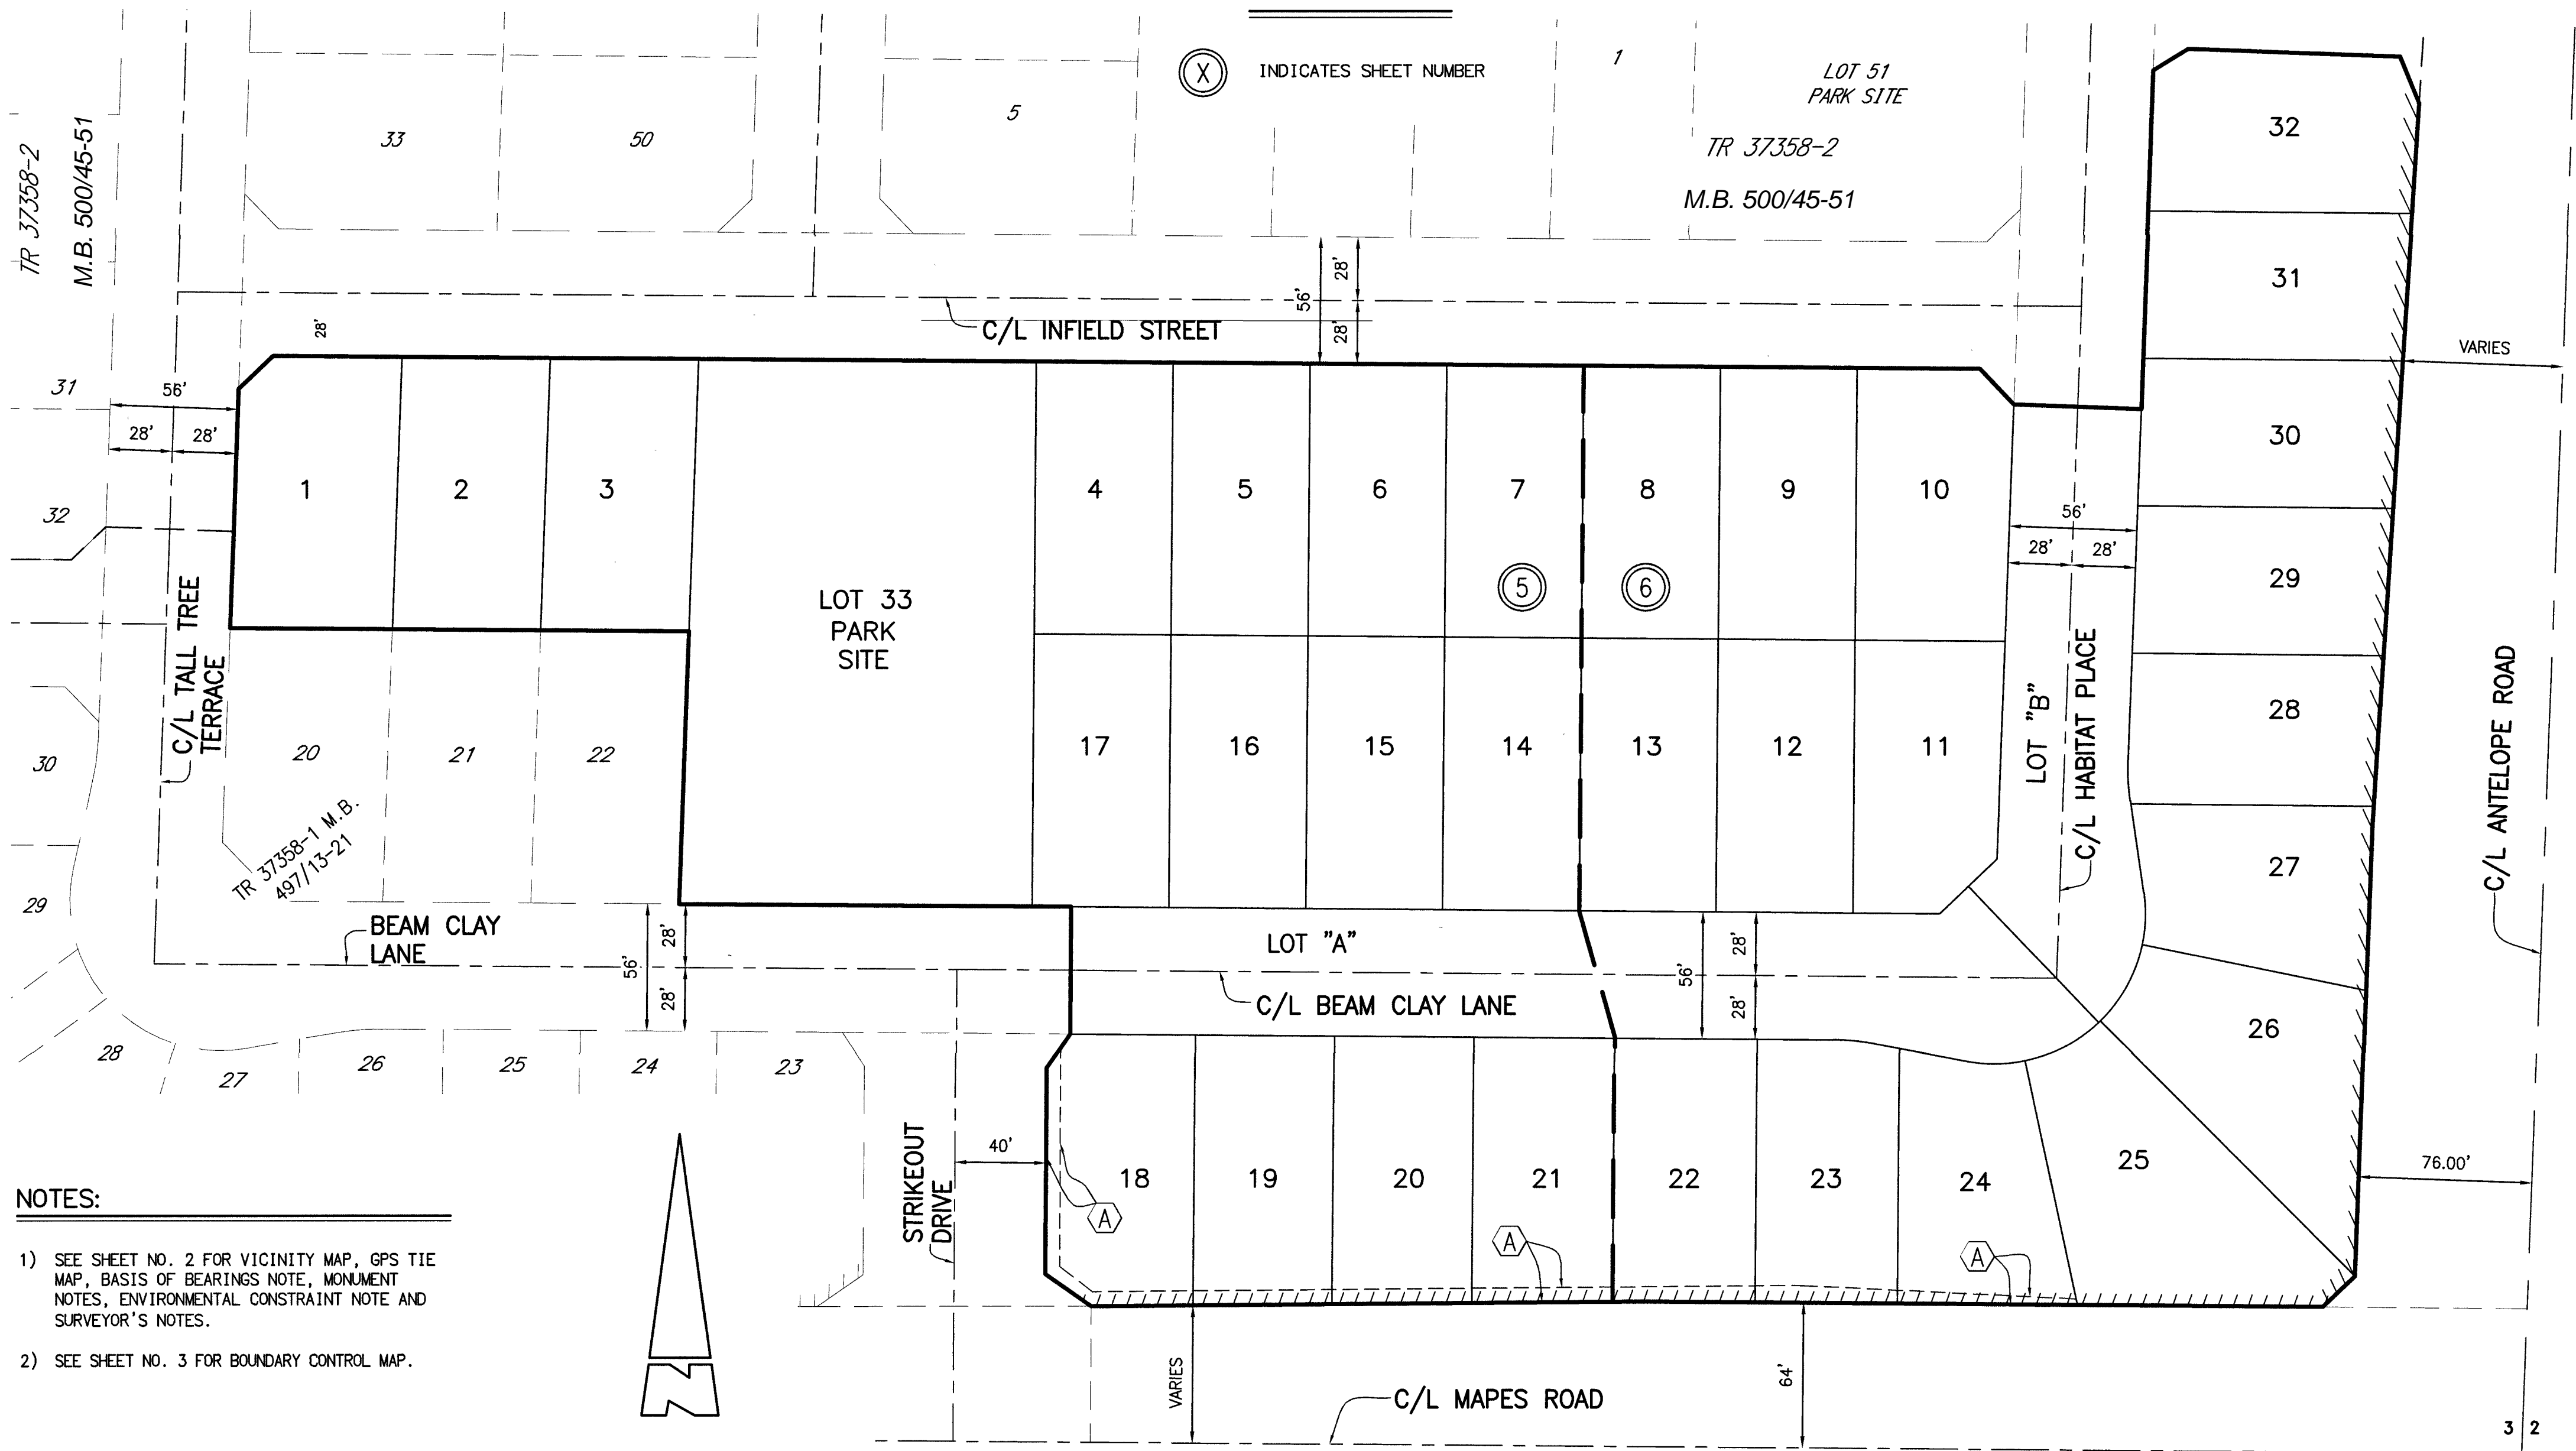 X
INDICATES SHEET NUMBER
TR 37358-2
M.B. 500/45-51
33
50
5
1
LOT 51
PARK SITE
TR 37358-2
M.B. 500/45-51
32
31
30
29
28
27
26
25
VARIES
28'
56'
28'
28'
C/L INFIELD STREET
31
56'
28'
28'
32
1
2
3
4
5
6
7
8
9
10
5
6
LOT 33
PARK
SITE
56'
28'
28'
C/L TALL TREE
TERRACE
30
20
21
22
17
16
15
14
13
12
11
LOT "B"
C/L HABITAT PLACE
C/L ANTELOPE ROAD
TR 37358-1 M.B.
497/13-21
29
BEAM CLAY
LANE
56'
28'
28'
LOT "A"
C/L BEAM CLAY LANE
56'
28'
28'
28
27
26
25
24
23
STRIKEOUT
DRIVE
40'
18
19
20
21
22
23
24
76.00'
A
A
A
NOTES:
1) SEE SHEET NO. 2 FOR VICINITY MAP, GPS TIE
MAP, BASIS OF BEARINGS NOTE, MONUMENT
NOTES, ENVIRONMENTAL CONSTRAINT NOTE AND
SURVEYOR'S NOTES.
2) SEE SHEET NO. 3 FOR BOUNDARY CONTROL MAP.
N
VARIES
64'
C/L MAPES ROAD
3 2